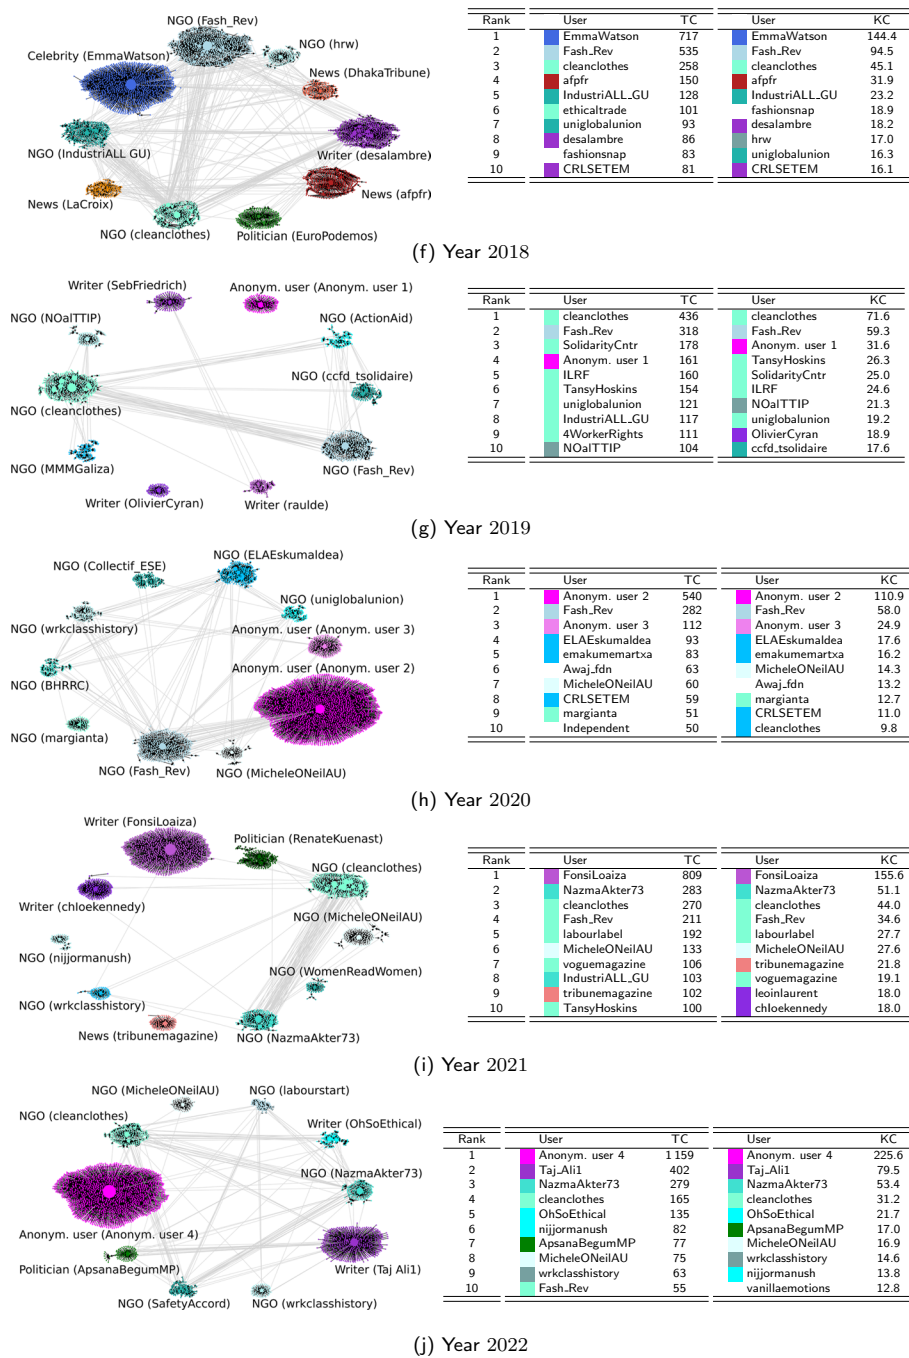 NGO (Fash_Rev)
NGO (hrw)
Celebrity (EmmaWatson)
News (DhakaTribune)
NGO (IndustriALL GU)
Writer (desalambre)
News (LaCroix)
News (afpfr)
NGO (cleanclothes)
Politician (EuroPodemos)
Rank User TC User KC
1 EmmaWatson 717 EmmaWatson 144.4
2 Fash_Rev 535 Fash_Rev 94.5
3 cleanclothes 258 cleanclothes 45.1
4 afpfr 150 afpfr 31.9
5 IndustriALL_GU 128 IndustriALL_GU 23.2
6 ethicaltrade 101 fashionsnap 18.9
7 uniglobalunion 93 desalambre 18.2
8 desalambre 86 hrw 17.0
9 fashionsnap 83 uniglobalunion 16.3
10 CRLSETEM 81 CRLSETEM 16.1
(f) Year 2018
Writer (SebFriedrich)
Anonym. user (Anonym. user 1)
NGO (NOalTTIP)
NGO (ActionAid)
NGO (ccfd_tsolidaire)
NGO (cleanclothes)
NGO (MMMGaliza)
NGO (Fash_Rev)
Writer (OlivierCyran)
Writer (raulde)
Rank User TC User KC
1 cleanclothes 436 cleanclothes 71.6
2 Fash_Rev 318 Fash_Rev 59.3
3 SolidarityCntr 178 Anonym. user 1 31.6
4 Anonym. user 1 161 TansyHoskins 26.3
5 ILRF 160 SolidarityCntr 25.0
6 TansyHoskins 154 ILRF 24.6
7 uniglobalunion 121 NOalTTIP 21.3
8 IndustriALL_GU 117 uniglobalunion 19.2
9 4WorkerRights 111 OlivierCyran 18.9
10 NOalTTIP 104 ccfd_tsolidaire 17.6
(g) Year 2019
NGO (ELAEskumaldea)
NGO (Collectif_ESE)
NGO (uniglobalunion)
NGO (wrkclasshistory)
Anonym. user (Anonym. user 3)
Anonym. user (Anonym. user 2)
NGO (BHRRC)
NGO (margianta)
NGO (Fash_Rev)
NGO (MicheleONeilAU)
Rank User TC User KC
1 Anonym. user 2 540 Anonym. user 2 110.9
2 Fash_Rev 282 Fash_Rev 58.0
3 Anonym. user 3 112 Anonym. user 3 24.9
4 ELAEskumaldea 93 ELAEskumaldea 17.6
5 emakumemartxa 83 emakumemartxa 16.2
6 Awaj_fdn 63 MicheleONeilAU 14.3
7 MicheleONeilAU 60 Awaj_fdn 13.2
8 CRLSETEM 59 margianta 12.7
9 margianta 51 CRLSETEM 11.0
10 Independent 50 cleanclothes 9.8
(h) Year 2020
Writer (FonsiLoaiza)
Politician (RenateKuenast)
NGO (cleanclothes)
Writer (chloekennedy)
NGO (MicheleONeilAU)
NGO (nijjormanush)
NGO (WomenReadWomen)
NGO (wrkclasshistory)
News (tribunemagazine)
NGO (NazmaAkter73)
Rank User TC User KC
1 FonsiLoaiza 809 FonsiLoaiza 155.6
2 NazmaAkter73 283 NazmaAkter73 51.1
3 cleanclothes 270 cleanclothes 44.0
4 Fash_Rev 211 Fash_Rev 34.6
5 labourlabel 192 labourlabel 27.7
6 MicheleONeilAU 133 MicheleONeilAU 27.6
7 voguemagazine 106 tribunemagazine 21.8
8 IndustriALL_GU 103 voguemagazine 19.1
9 tribunemagazine 102 leoinlaurent 18.0
10 TansyHoskins 100 chloekennedy 18.0
(i) Year 2021
NGO (MicheleONeilAU)
NGO (labourstart)
NGO (cleanclothes)
Writer (OhSoEthical)
NGO (NazmaAkter73)
Anonym. user (Anonym. user 4)
Politician (ApsanaBegumMP)
Writer (Taj Ali1)
NGO (SafetyAccord)
NGO (wrkclasshistory)
Rank User TC User KC
1 Anonym. user 4 1159 Anonym. user 4 225.6
2 Taj_Ali1 402 Taj_Ali1 79.5
3 NazmaAkter73 279 NazmaAkter73 53.4
4 cleanclothes 165 cleanclothes 31.2
5 OhSoEthical 135 OhSoEthical 21.7
6 nijjormanush 82 ApsanaBegumMP 17.0
7 ApsanaBegumMP 77 MicheleONeilAU 16.9
8 MicheleONeilAU 75 wrkclasshistory 14.6
9 wrkclasshistory 63 nijjormanush 13.8
10 Fash_Rev 55 vanillaemotions 12.8
(j) Year 2022